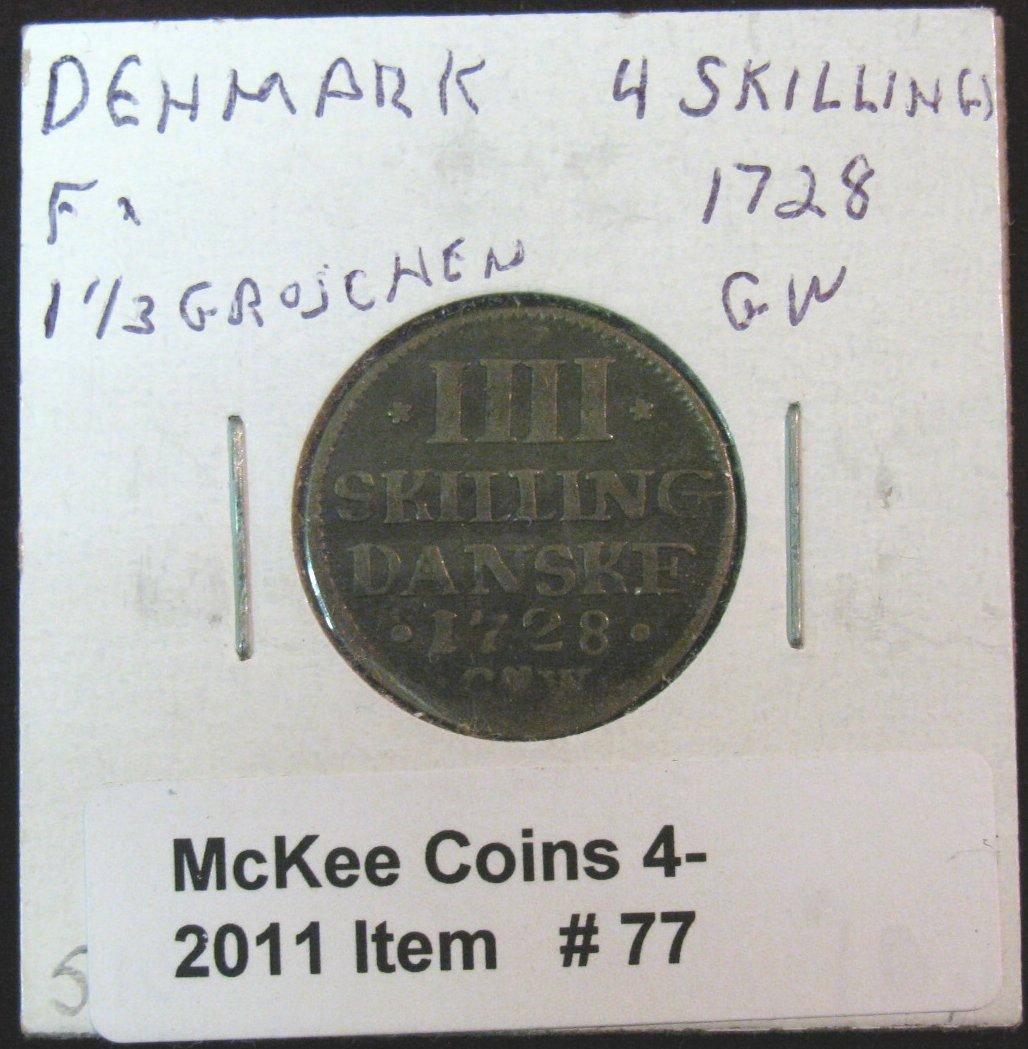 DENMARK 4 SKILLING
F 1728
1 1/3 GROSCHEN GW
IIII
SKILLING
DANSKE
·1728·
C♥W
McKee Coins 4-
2011 Item # 77
5